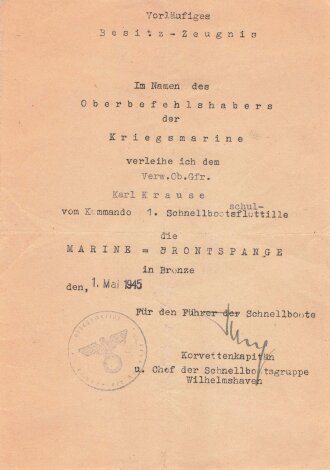 Vorläufiges
Besitz-Zeugnis
Im Namen des
Oberbefehlshabers
der
Kriegsmarine
verleihe ich dem
Verw.Ob.Gfr.
Karl Krause
schul-
vom Kommando 1. Schnellbootsflottille
die
MARINE = FRONTSPANGE
in Bronze
den, 1. Mai 1945
Für den Führer der Schnellboote
Korvettenkapitän
u. Chef der Schnellbootsgruppe
Wilhelmshaven